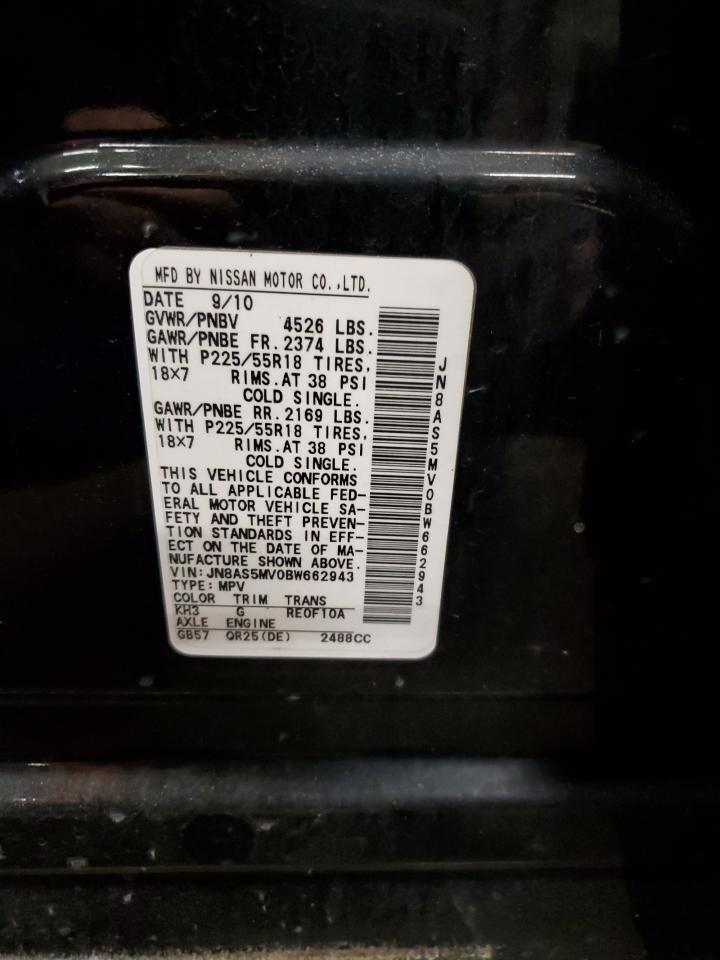 MFD BY NISSAN MOTOR CO.,LTD.
DATE 9/10
GVWR/PNBV 4526 LBS.
GAWR/PNBE FR. 2374 LBS.
WITH P225/55R18 TIRES,
18X7 RIMS. AT 38 PSI
COLD SINGLE.
GAWR/PNBE RR. 2169 LBS.
WITH P225/55R18 TIRES,
18X7 RIMS. AT 38 PSI
COLD SINGLE.
THIS VEHICLE CONFORMS
TO ALL APPLICABLE FED-
ERAL MOTOR VEHICLE SA-
FETY AND THEFT PREVEN-
TION STANDARDS IN EFF-
ECT ON THE DATE OF MA-
NUFACTURE SHOWN ABOVE.
VIN: JN8AS5MV0BW662943
TYPE: MPV
COLOR TRIM TRANS
KH3 G RE0F10A
AXLE ENGINE
GB57 QR25(DE) 2488CC
JN8AS5MV0BW662943